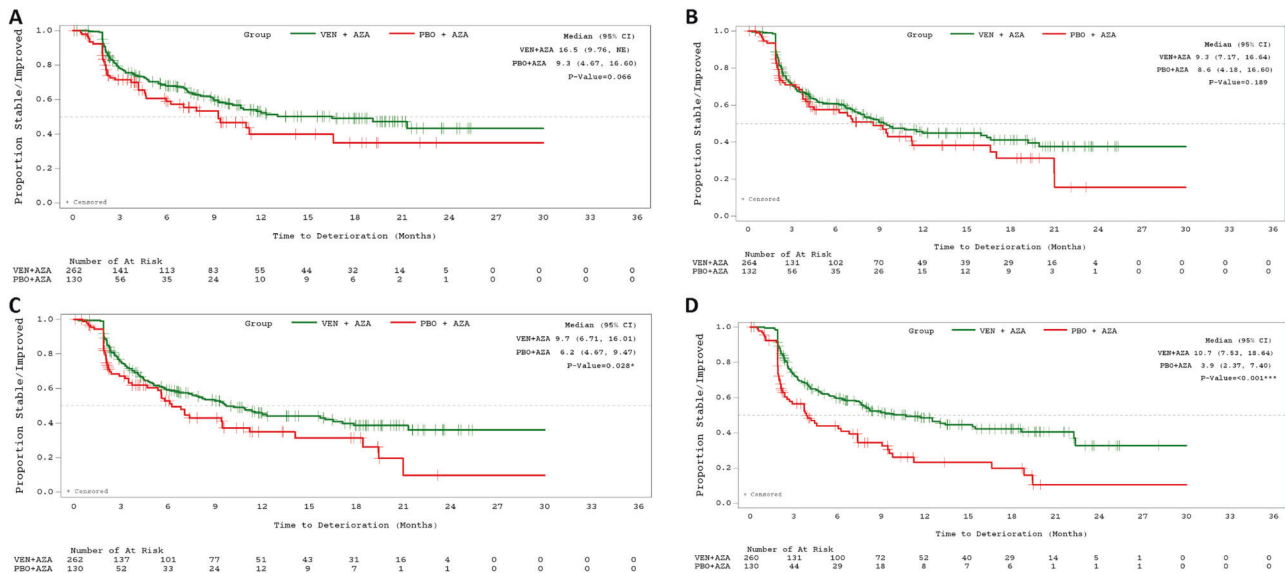 A
Group VEN + AZA PBO + AZA
Median (95% CI)
VEN+AZA 16.5 (9.76, NE)
PBO+AZA 9.3 (4.67, 16.60)
P-Value=0.066
Proportion Stable/Improved
1.0
0.8
0.6
0.4
0.2
0.0
+ Censored
0 3 6 9 12 15 18 21 24 27 30 33 36
Time to Deterioration (Months)
Number of At Risk
VEN+AZA 262 141 113 83 55 44 32 14 5 0 0 0 0
PBO+AZA 130 56 35 24 10 9 6 2 1 0 0 0 0
B
Group VEN + AZA PBO + AZA
Median (95% CI)
VEN+AZA 9.3 (7.17, 16.64)
PBO+AZA 8.6 (4.18, 16.60)
P-Value=0.189
Proportion Stable/Improved
1.0
0.8
0.6
0.4
0.2
0.0
+ Censored
0 3 6 9 12 15 18 21 24 27 30 33 36
Time to Deterioration (Months)
Number of At Risk
VEN+AZA 264 131 102 70 49 39 29 16 4 0 0 0 0
PBO+AZA 132 56 35 26 15 12 9 3 1 0 0 0 0
C
Group VEN + AZA PBO + AZA
Median (95% CI)
VEN+AZA 9.7 (6.71, 16.01)
PBO+AZA 6.2 (4.67, 9.47)
P-Value=0.028*
Proportion Stable/Improved
1.0
0.8
0.6
0.4
0.2
0.0
+ Censored
0 3 6 9 12 15 18 21 24 27 30 33 36
Time to Deterioration (Months)
Number of At Risk
VEN+AZA 262 137 101 77 51 43 31 16 4 0 0 0 0
PBO+AZA 130 52 33 24 12 9 7 1 1 0 0 0 0
D
Group VEN + AZA PBO + AZA
Median (95% CI)
VEN+AZA 10.7 (7.53, 18.64)
PBO+AZA 3.9 (2.37, 7.40)
P-Value=<0.001***
Proportion Stable/Improved
1.0
0.8
0.6
0.4
0.2
0.0
+ Censored
0 3 6 9 12 15 18 21 24 27 30 33 36
Time to Deterioration (Months)
Number of At Risk
VEN+AZA 260 131 100 72 52 40 29 14 5 1 0 0 0
PBO+AZA 130 44 29 18 8 7 6 1 1 1 0 0 0